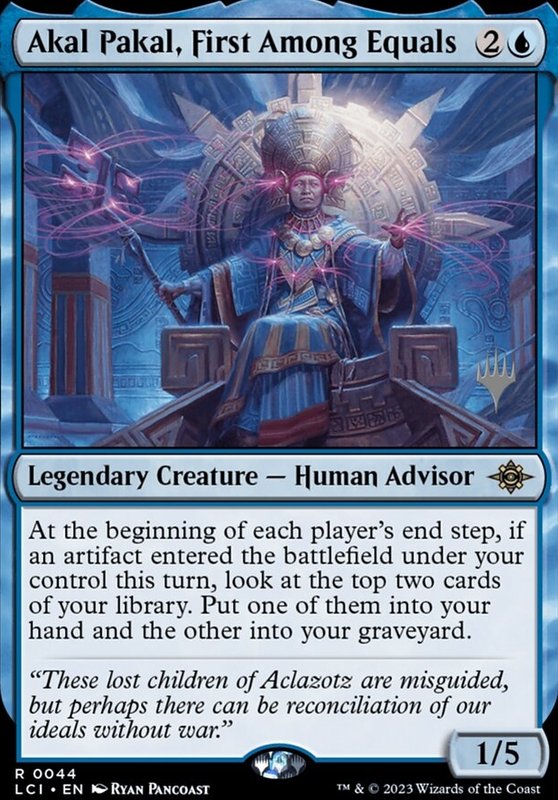 Akal Pakal, First Among Equals 2
Legendary Creature — Human Advisor
At the beginning of each player's end step, if
an artifact entered the battlefield under your
control this turn, look at the top two cards
of your library. Put one of them into your
hand and the other into your graveyard.
“These lost children of Aclazotz are misguided,
but perhaps there can be reconciliation of our
ideals without war.”
1/5
R 0044
LCI • EN RYAN PANCOAST
™ & © 2023 Wizards of the Coast